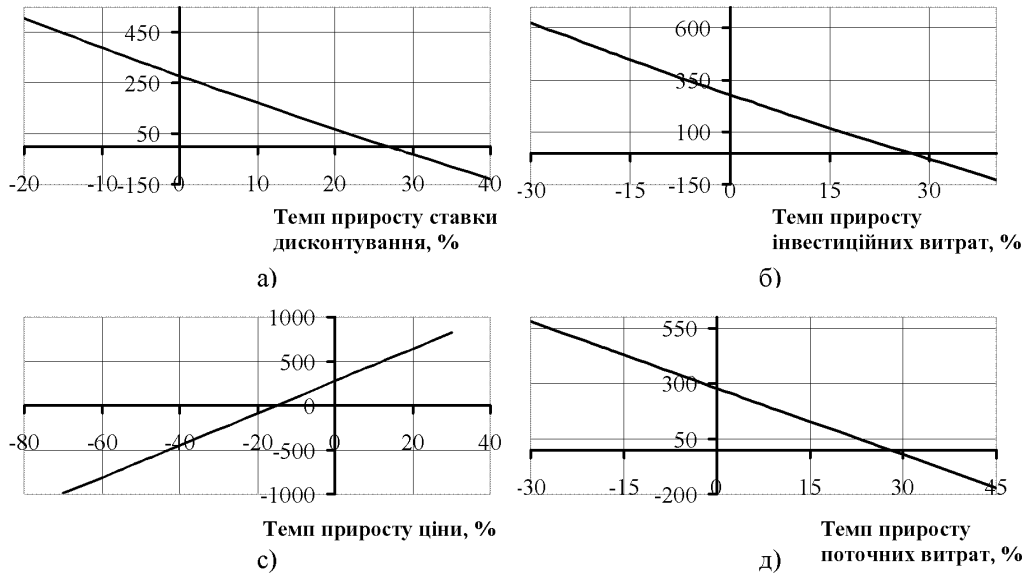 450
250
50
-20 -10 -150 0 10 20 30 40
Темп приросту ставки
дисконтування, %
а)
600
350
100
-150
-30 -15 0 15 30
Темп приросту
інвестиційних витрат, %
б)
1000
500
0
-80 -60 -40 -20 0 20 40
-500
-1000
Темп приросту ціни, %
с)
550
300
50
-30 -15 -200 0 15 30 45
Темп приросту
поточних витрат, %
д)